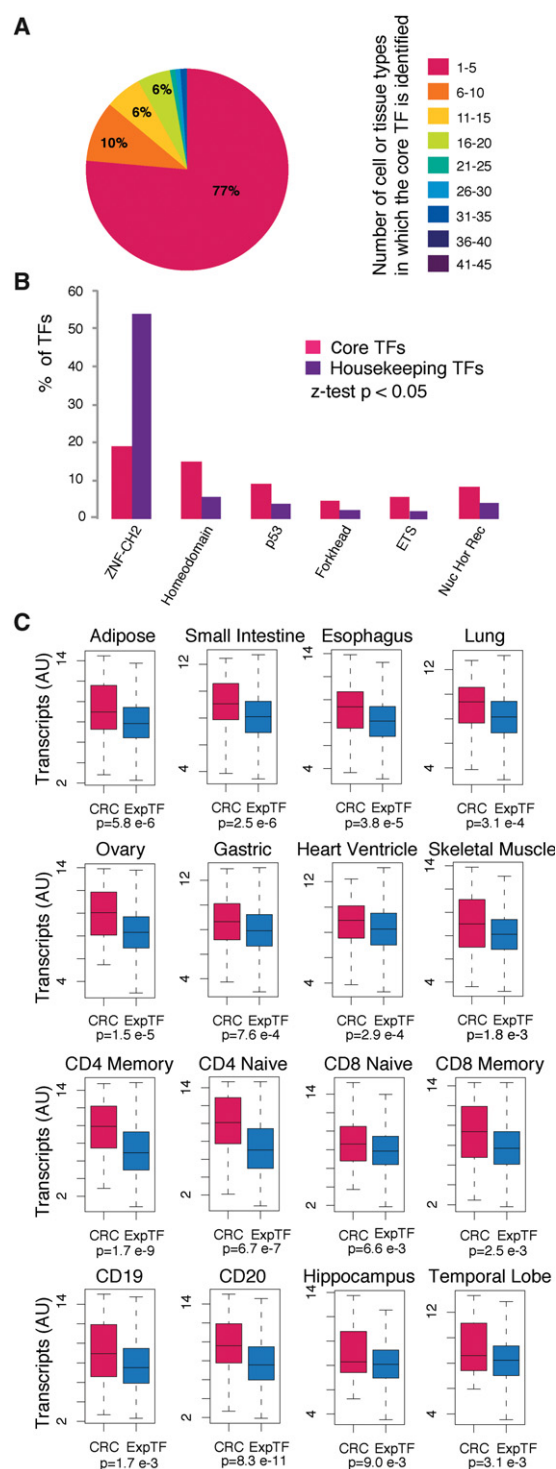 A
6%
6%
10%
77%
Number of cell or tissue types
in which the core TF is identified
1-5
6-10
11-15
16-20
21-25
26-30
31-35
36-40
41-45
B
% of TFs
60
50
40
30
20
10
0
Core TFs
Housekeeping TFs
z-test p < 0.05
ZNF-CH2
Homeodomain
p53
Forkhead
ETS
Nuc Hor Rec
C
Adipose
Small Intestine
Esophagus
Lung
Transcripts (AU)
14
2
12
4
14
4
12
4
CRC ExpTF
CRC ExpTF
CRC ExpTF
CRC ExpTF
p=5.8 e-6
p=2.5 e-6
p=3.8 e-5
p=3.1 e-4
Ovary
Gastric
Heart Ventricle
Skeletal Muscle
Transcripts (AU)
14
4
12
4
12
4
14
4
CRC ExpTF
CRC ExpTF
CRC ExpTF
CRC ExpTF
p=1.5 e-5
p=7.6 e-4
p=2.9 e-4
p=1.8 e-3
CD4 Memory
CD4 Naive
CD8 Naive
CD8 Memory
Transcripts (AU)
14
2
14
2
14
2
14
2
CRC ExpTF
CRC ExpTF
CRC ExpTF
CRC ExpTF
p=1.7 e-9
p=6.7 e-7
p=6.6 e-3
p=2.5 e-3
CD19
CD20
Hippocampus
Temporal Lobe
Transcripts (AU)
14
2
14
2
14
4
12
4
CRC ExpTF
CRC ExpTF
CRC ExpTF
CRC ExpTF
p=1.7 e-3
p=8.3 e-11
p=9.0 e-3
p=3.1 e-3